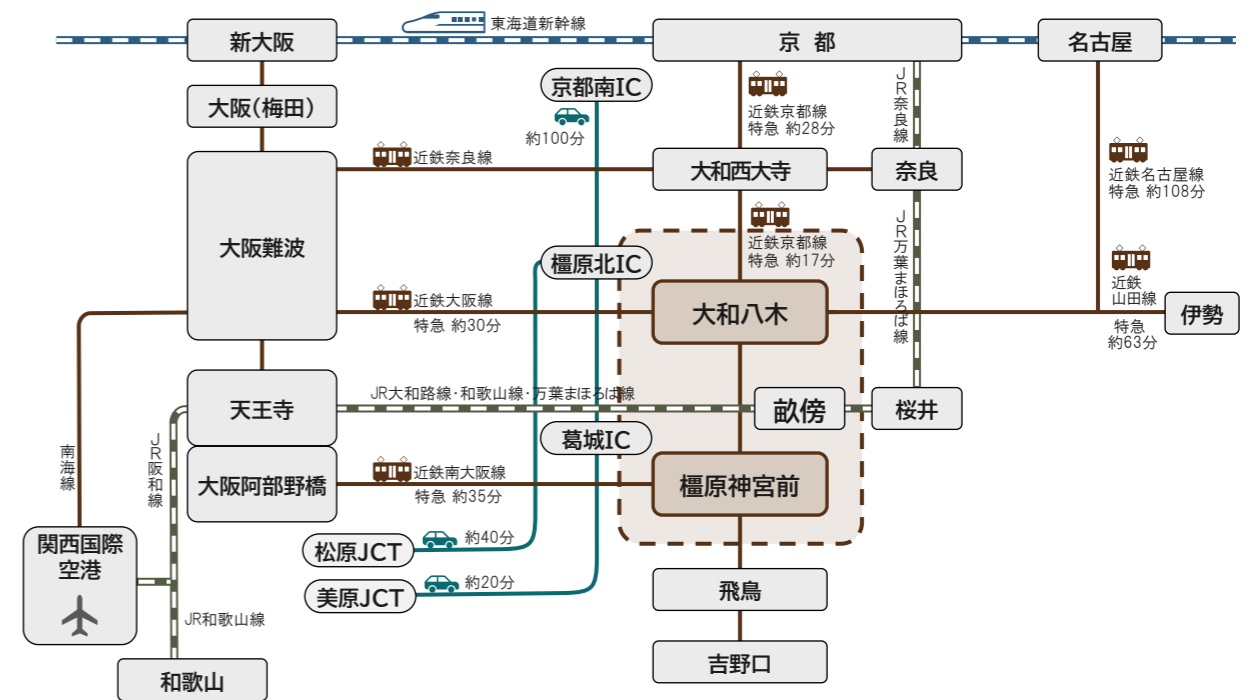 東海道新幹線
新大阪
京都
名古屋
大阪(梅田)
京都南IC
約100分
近鉄京都線
特急 約28分
JR奈良線
近鉄奈良線
大和西大寺
奈良
近鉄名古屋線
特急 約108分
大阪難波
近鉄京都線
特急 約17分
JR万葉まほろば線
橿原北IC
近鉄大阪線
特急 約30分
大和八木
近鉄
山田線
特急
約63分
伊勢
JR大和路線・和歌山線・万葉まほろば線
天王寺
畝傍
桜井
葛城IC
南海線
JR阪和線
大阪阿部野橋
近鉄南大阪線
特急 約35分
橿原神宮前
松原JCT
約40分
関西国際
空港
美原JCT
約20分
飛鳥
JR和歌山線
吉野口
和歌山